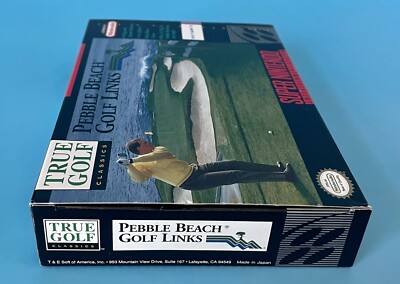 TRUE
GOLF
CLASSICS
PEBBLE BEACH
GOLF LINKS
SUPER NINTENDO
TRUE
GOLF
CLASSICS
PEBBLE BEACH®
GOLF LINKS
T & E Soft of America, Inc. • 953 Mountain View Drive, Suite 167 • Lafayette, CA 94549
Made in Japan